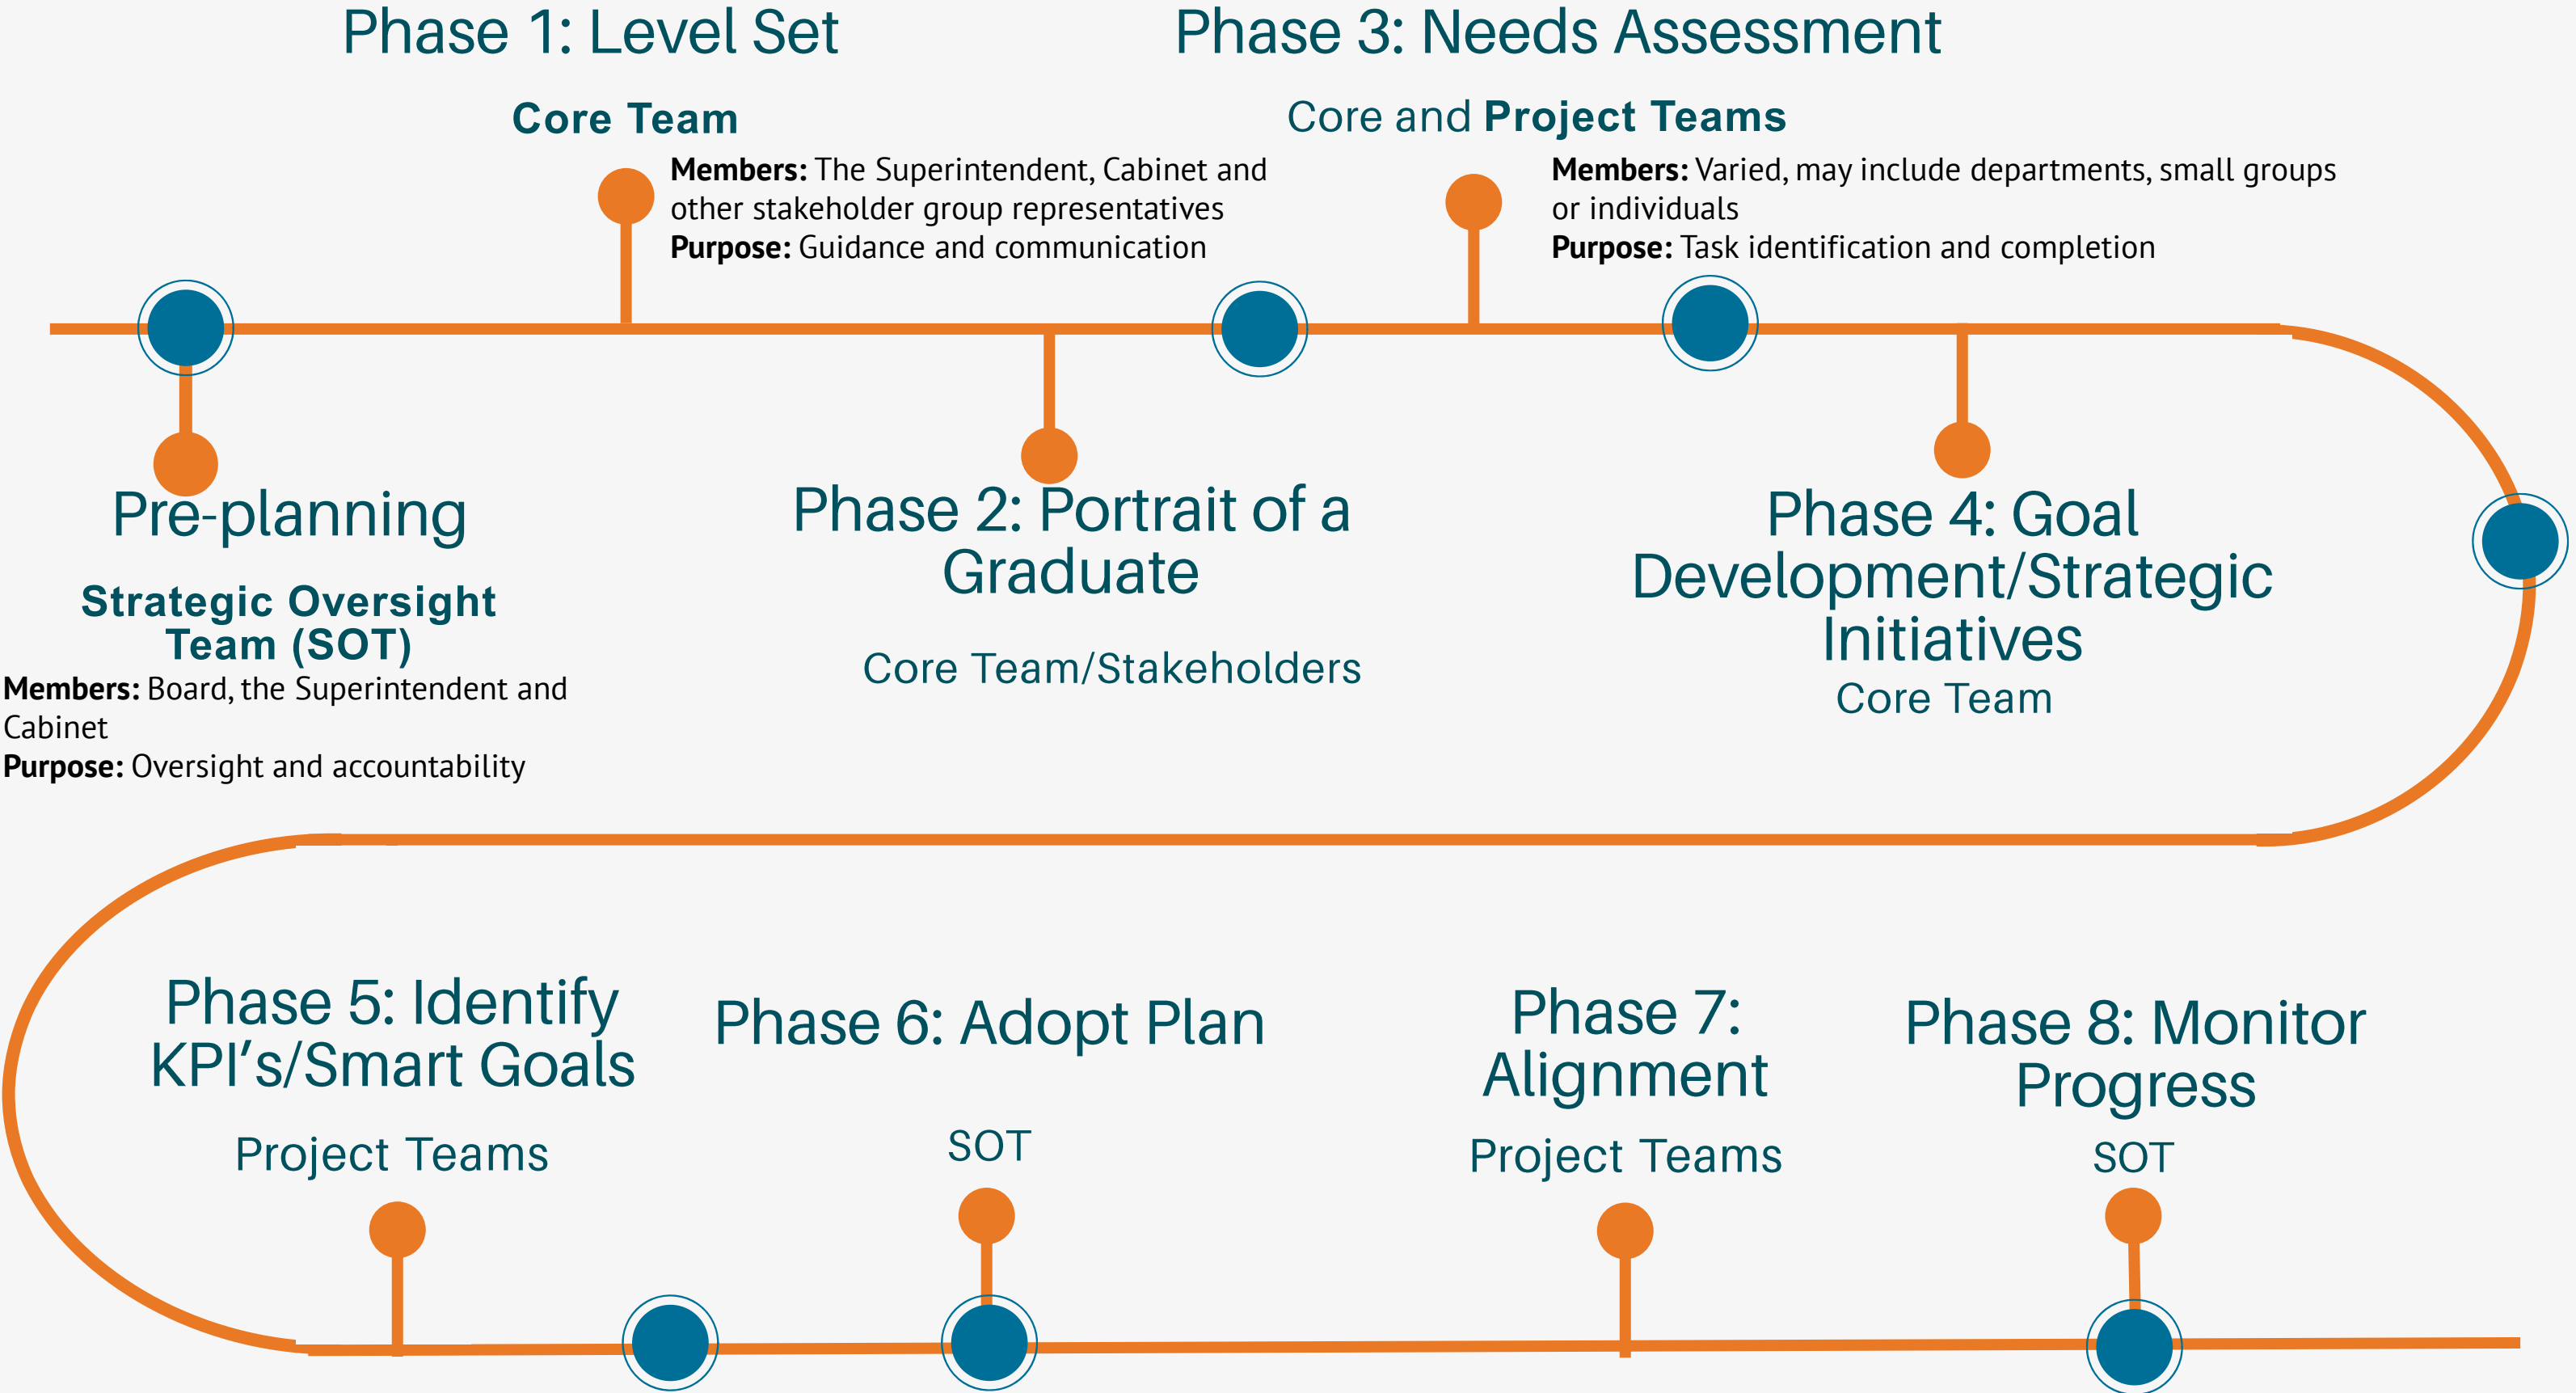 Phase 1: Level Set
Core Team
Members: The Superintendent, Cabinet and
other stakeholder group representatives
Purpose: Guidance and communication
Phase 3: Needs Assessment
Core and Project Teams
Members: Varied, may include departments, small groups
or individuals
Purpose: Task identification and completion
Pre-planning
Strategic Oversight
Team (SOT)
Members: Board, the Superintendent and
Cabinet
Purpose: Oversight and accountability
Phase 2: Portrait of a
Graduate
Core Team/Stakeholders
Phase 4: Goal
Development/Strategic
Initiatives
Core Team
Phase 5: Identify
KPI’s/Smart Goals
Project Teams
Phase 6: Adopt Plan
SOT
Phase 7:
Alignment
Project Teams
Phase 8: Monitor
Progress
SOT